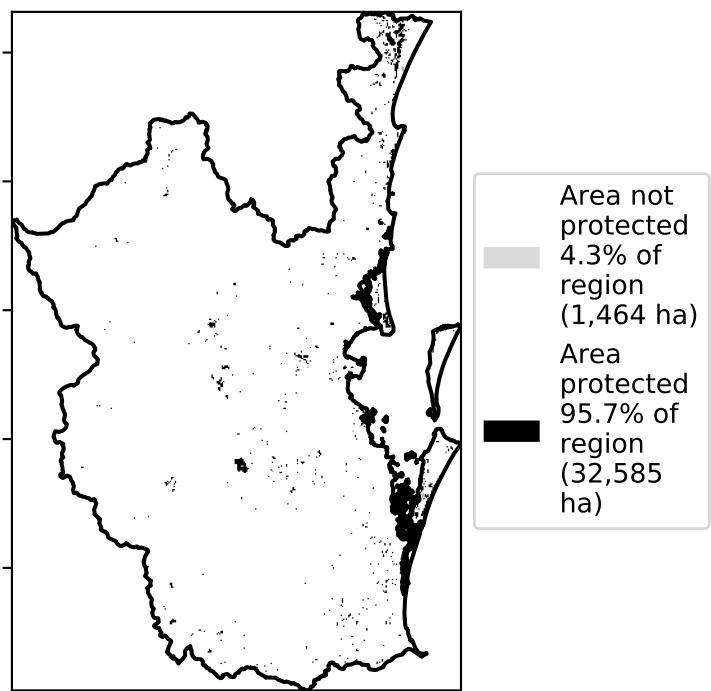 Area not
protected
4.3% of
region
(1,464 ha)
Area
protected
95.7% of
region
(32,585
ha)